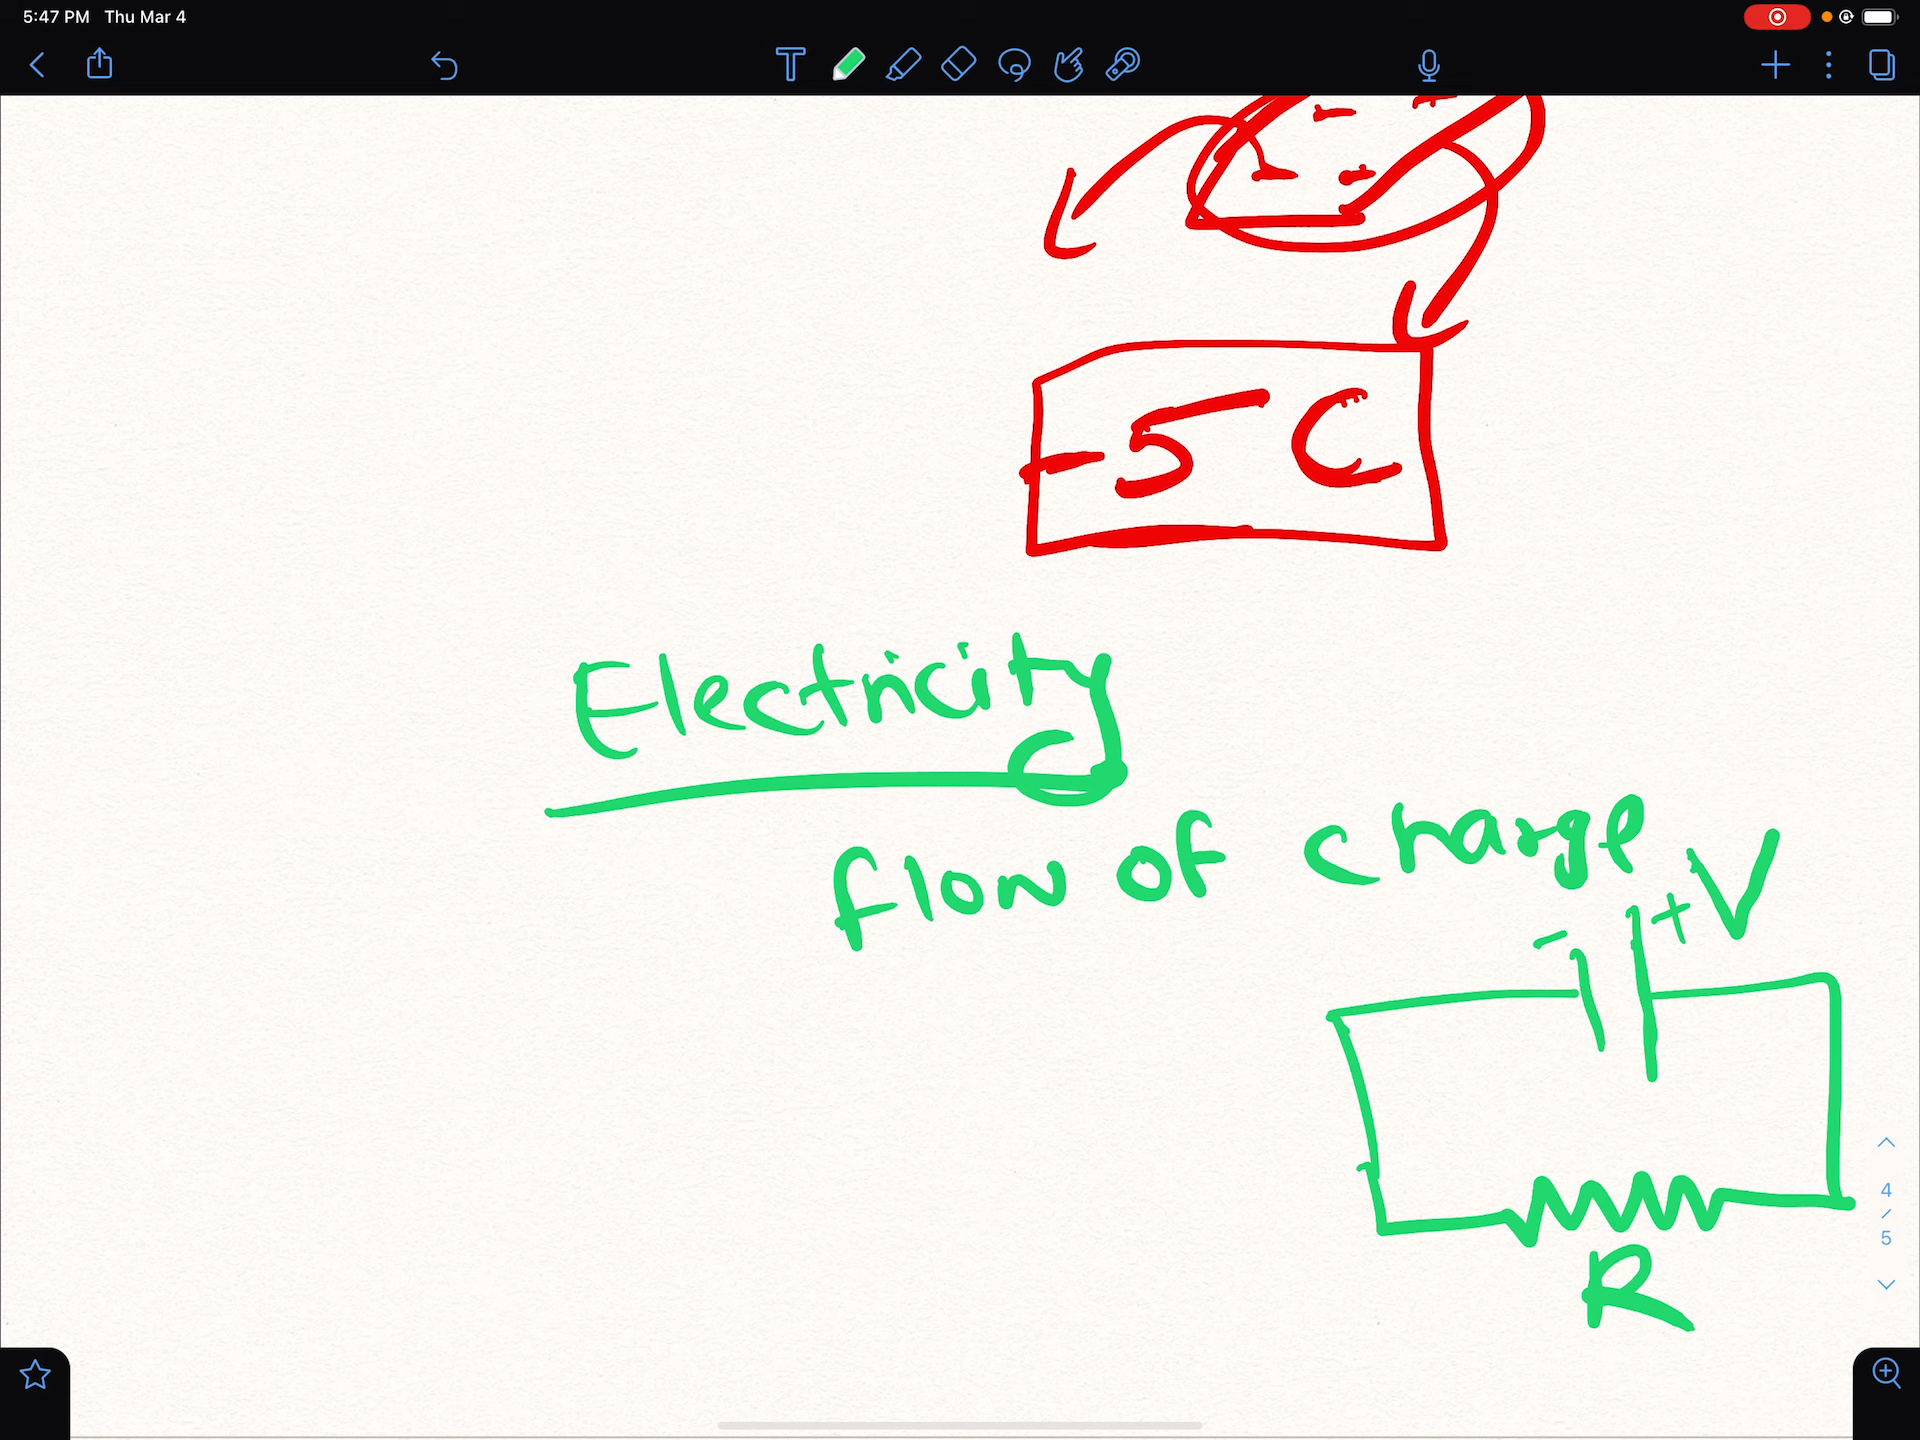 5:47 PM Thu Mar 4
-5 C
Electricity
flow of charge
- + V
R
4
/
5